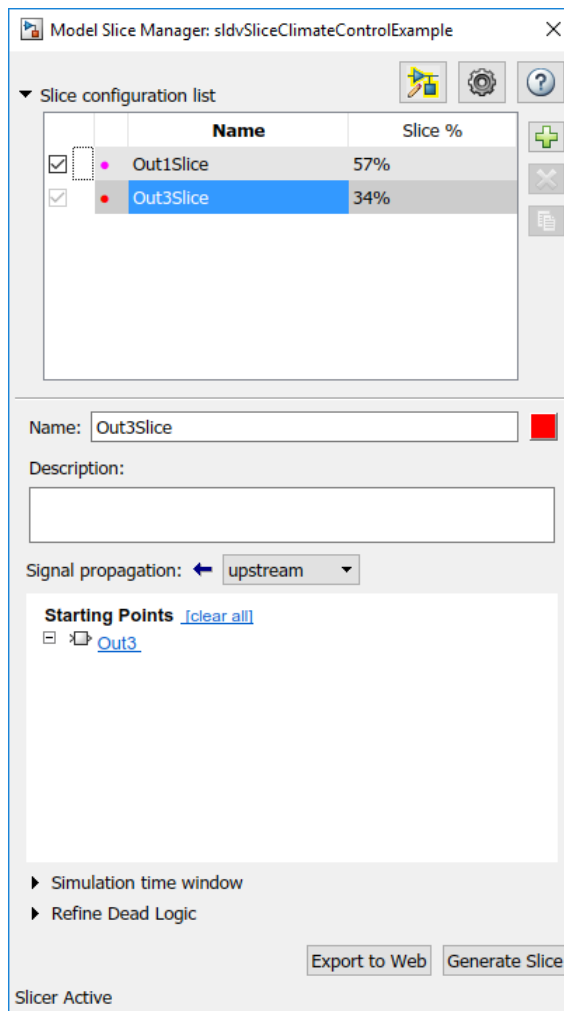 Model Slice Manager: sldvSliceClimateControlExample
Slice configuration list
Name Slice %
Out1Slice 57%
Out3Slice 34%
Name: Out3Slice
Description:
Signal propagation: upstream
Starting Points [clear all]
Out3
Simulation time window
Refine Dead Logic
Export to Web Generate Slice
Slicer Active